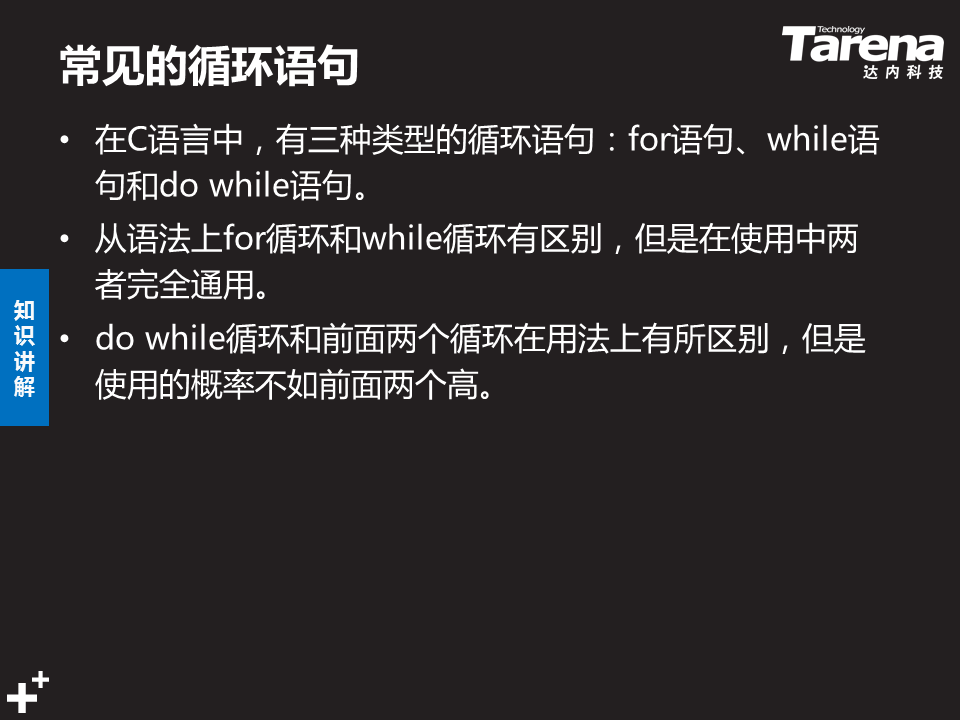 常见的循环语句
Technology
Tarena
达内科技
• 在C语言中，有三种类型的循环语句：for语句、while语
句和do while语句。
• 从语法上for循环和while循环有区别，但是在使用中两
者完全通用。
• do while循环和前面两个循环在用法上有所区别，但是
使用的概率不如前面两个高。
知
识
讲
解